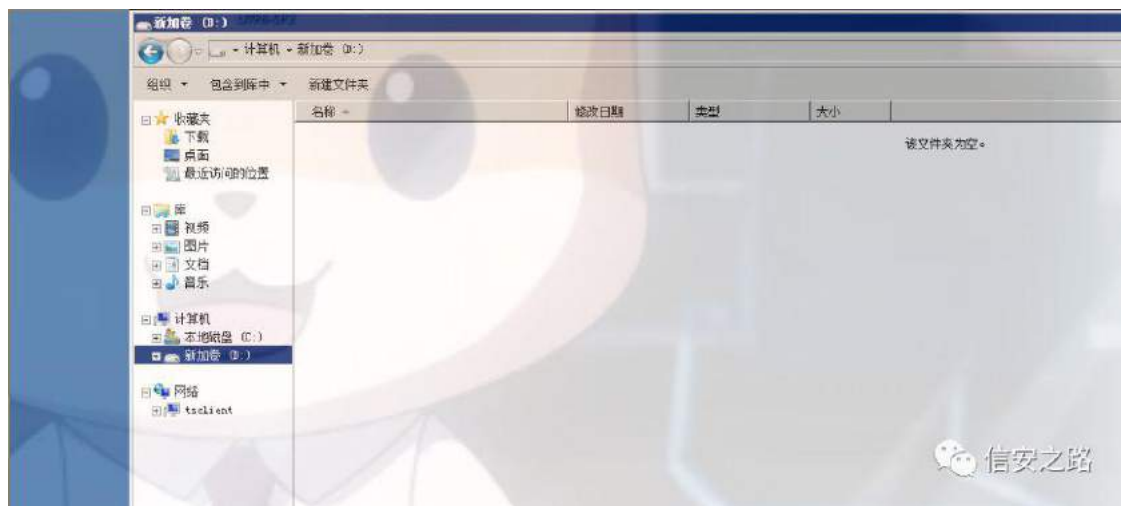 新加卷 (D:)
计算机 新加卷 (D:)
组织 包含到库中 新建文件夹
名称 修改日期 类型 大小
该文件夹为空。
收藏夹
下载
桌面
最近访问的位置
库
视频
图片
文档
音乐
计算机
本地磁盘 (C:)
新加卷 (D:)
网络
tsclient
信安之路